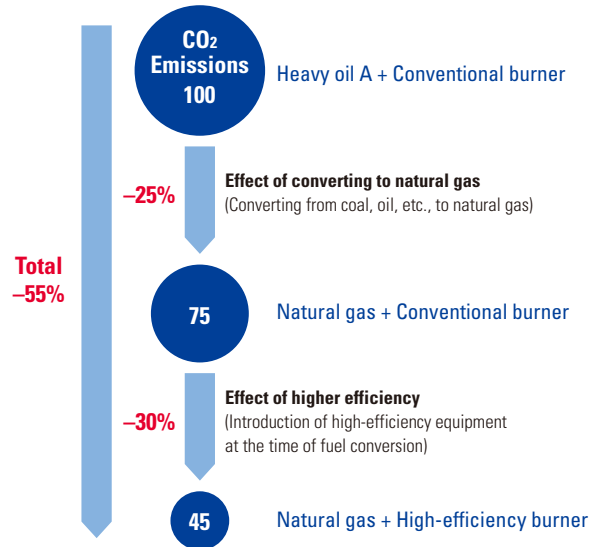 CO2
Emissions
100
Heavy oil A + Conventional burner
–25%
Effect of converting to natural gas
(Converting from coal, oil, etc., to natural gas)
Total
–55%
75
Natural gas + Conventional burner
–30%
Effect of higher efficiency
(Introduction of high-efficiency equipment
at the time of fuel conversion)
45
Natural gas + High-efficiency burner